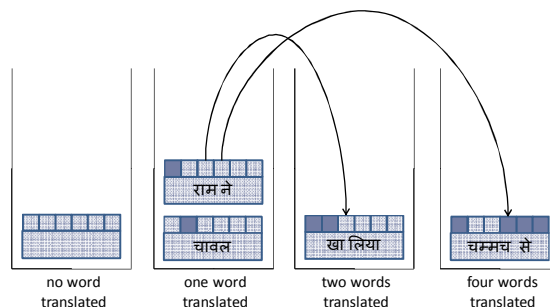 राम ने
चावल
खा लिया
चम्मच से
no word
translated
one word
translated
two words
translated
four words
translated